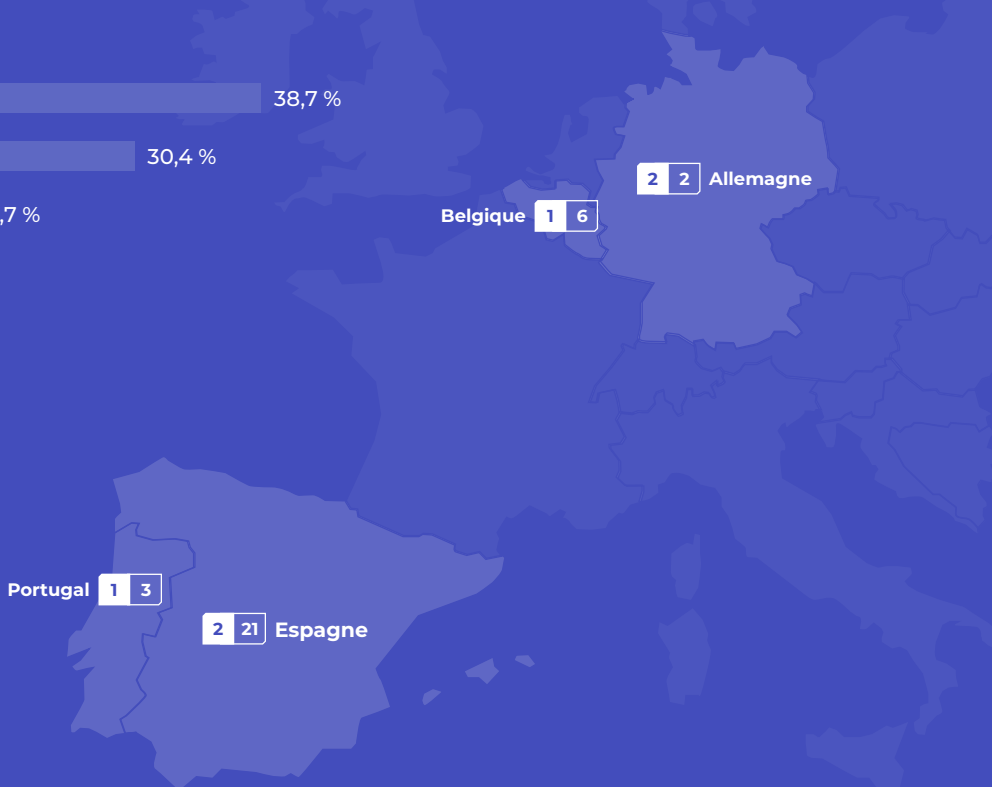 38,7 %
30,4 %
,7 %
2 2 Allemagne
Belgique 1 6
Portugal 1 3
2 21 Espagne